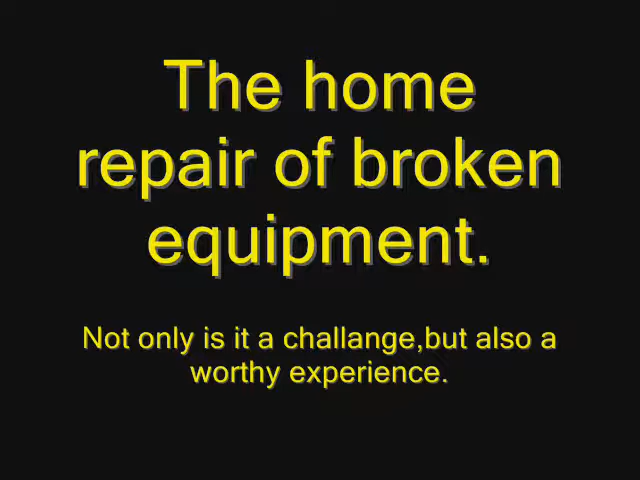 The home
repair of broken
equipment.
Not only is it a challange,but also a
worthy experience.